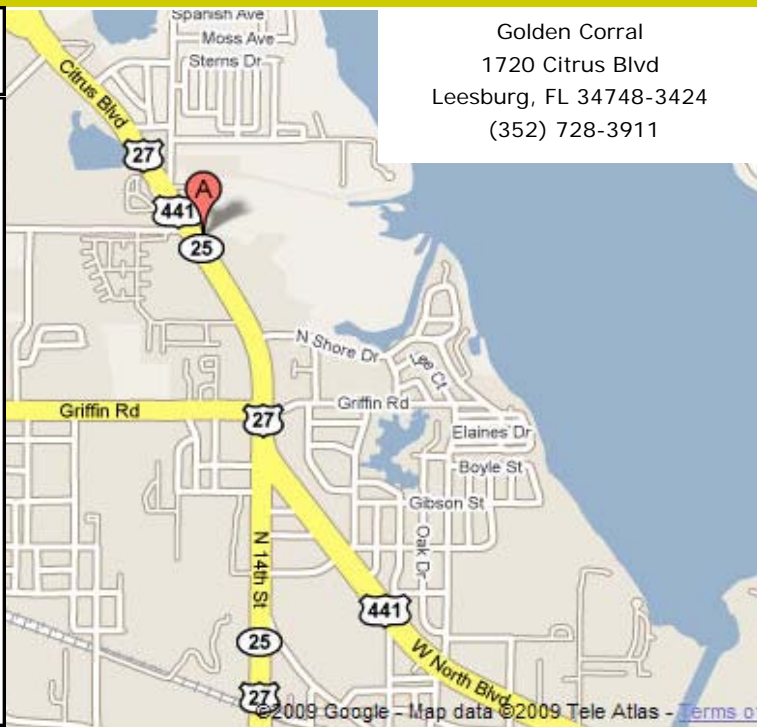 Golden Corral
1720 Citrus Blvd
Leesburg, FL 34748-3424
(352) 728-3911
Spanish Ave
Moss Ave
Sterns Dr
Citrus Blvd
27
A
441
25
N Shore Dr
Lee Ct
Griffin Rd
Griffin Rd
27
Elaines Dr
Boyle St
Gibson St
Oak Dr
N 14th St
441
25
W North Blvd
27
©2009 Google - Map data ©2009 Tele Atlas - Terms of